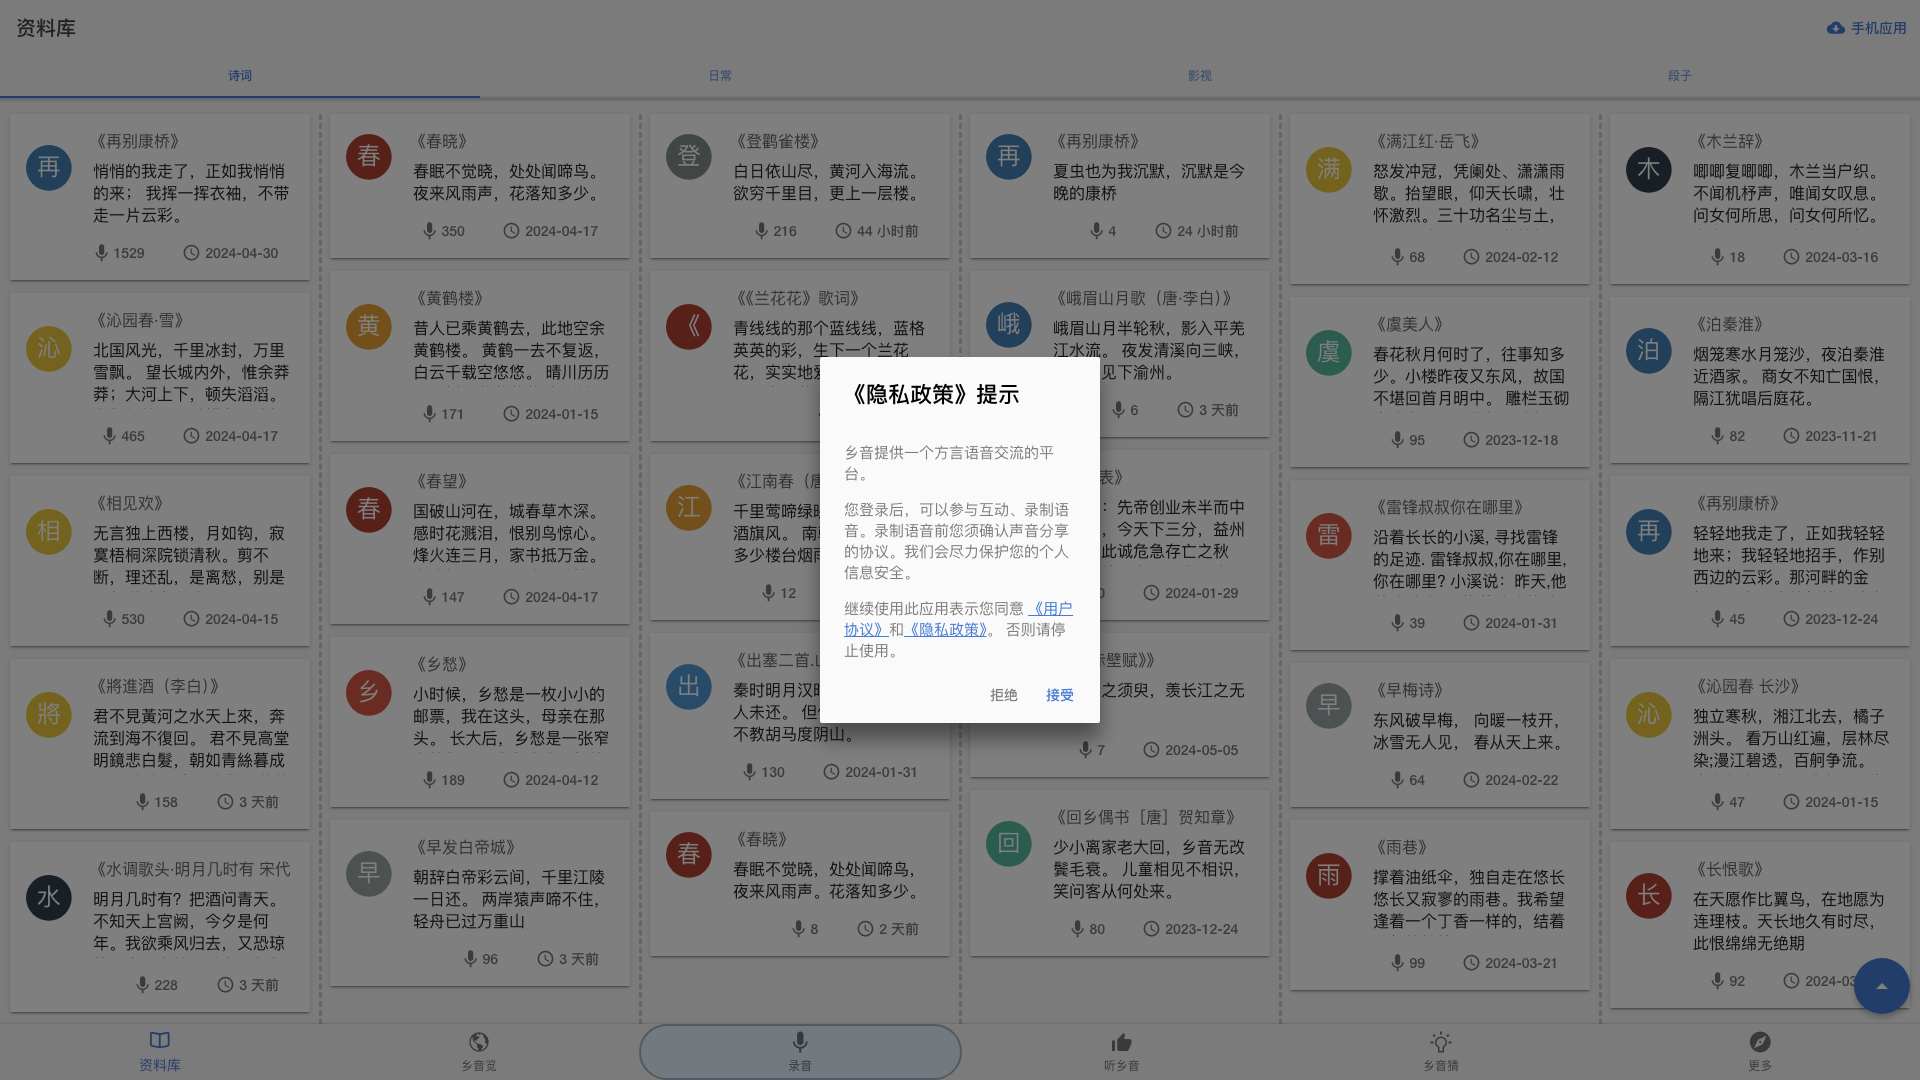 资料库
手机应用
诗词
日常
影视
段子
《再别康桥》
悄悄的我走了，正如我悄悄
的来； 我挥一挥衣袖，不带
走一片云彩。
1529
2024-04-30
《沁园春·雪》
北国风光，千里冰封，万里
雪飘。 望长城内外，惟余莽
莽；大河上下，顿失滔滔。
465
2024-04-17
《相见欢》
无言独上西楼，月如钩，寂
寞梧桐深院锁清秋。剪不
断，理还乱，是离愁，别是
530
2024-04-15
《將進酒（李白）》
君不見黃河之水天上來，奔
流到海不復回。 君不見高堂
明鏡悲白髮，朝如青絲暮成
158
3 天前
《水调歌头·明月几时有 宋代
明月几时有？把酒问青天。
不知天上宫阙，今夕是何
年。我欲乘风归去，又恐琼
228
3 天前
《春晓》
春眠不觉晓，处处闻啼鸟。
夜来风雨声，花落知多少。
350
2024-04-17
《黄鹤楼》
昔人已乘黄鹤去，此地空余
黄鹤楼。 黄鹤一去不复返，
白云千载空悠悠。 晴川历历
171
2024-01-15
《春望》
国破山河在，城春草木深。
感时花溅泪，恨别鸟惊心。
烽火连三月，家书抵万金。
147
2024-04-17
《乡愁》
小时候，乡愁是一枚小小的
邮票，我在这头，母亲在那
头。 长大后，乡愁是一张窄
189
2024-04-12
《早发白帝城》
朝辞白帝彩云间，千里江陵
一日还。 两岸猿声啼不住，
轻舟已过万重山
96
3 天前
《登鹳雀楼》
白日依山尽，黄河入海流。
欲穷千里目，更上一层楼。
216
44 小时前
《《兰花花》歌词》
青线线的那个蓝线线，蓝格
英英的彩，生下一个兰花
花，实实地爱
《江南春（唐
千里莺啼绿映
酒旗风。 南朝
多少楼台烟雨
12
《出塞二首.
秦时明月汉时
人未还。 但
不教胡马度阴山。
130
2024-01-31
《春晓》
春眠不觉晓，处处闻啼鸟，
夜来风雨声。花落知多少。
8
2 天前
《再别康桥》
夏虫也为我沉默，沉默是今
晚的康桥
4
24 小时前
《峨眉山月歌（唐·李白）》
峨眉山月半轮秋，影入平羌
江水流。 夜发清溪向三峡，
见下渝州。
6
3 天前
表》
：先帝创业未半而中
，今天下三分，益州
此诚危急存亡之秋
0
2024-01-29
赤壁赋》》
之须臾，羡长江之无
7
2024-05-05
《回乡偶书［唐］贺知章》
少小离家老大回，乡音无改
鬓毛衰。 儿童相见不相识，
笑问客从何处来。
80
2023-12-24
《满江红·岳飞》
怒发冲冠，凭阑处、潇潇雨
歇。抬望眼，仰天长啸，壮
怀激烈。三十功名尘与土，
68
2024-02-12
《虞美人》
春花秋月何时了，往事知多
少。小楼昨夜又东风，故国
不堪回首月明中。 雕栏玉砌
95
2023-12-18
《雷锋叔叔你在哪里》
沿着长长的小溪, 寻找雷锋
的足迹. 雷锋叔叔,你在哪里,
你在哪里? 小溪说：昨天,他
39
2024-01-31
《早梅诗》
东风破早梅， 向暖一枝开，
冰雪无人见， 春从天上来。
64
2024-02-22
《雨巷》
撑着油纸伞，独自走在悠长
悠长又寂寥的雨巷。我希望
逢着一个丁香一样的，结着
99
2024-03-21
《木兰辞》
唧唧复唧唧，木兰当户织。
不闻机杼声，唯闻女叹息。
问女何所思，问女何所忆。
18
2024-03-16
《泊秦淮》
烟笼寒水月笼沙，夜泊秦淮
近酒家。 商女不知亡国恨，
隔江犹唱后庭花。
82
2023-11-21
《再别康桥》
轻轻地我走了，正如我轻轻
地来；我轻轻地招手，作别
西边的云彩。那河畔的金
45
2023-12-24
《沁园春 长沙》
独立寒秋，湘江北去，橘子
洲头。 看万山红遍，层林尽
染;漫江碧透，百舸争流。
47
2024-01-15
《长恨歌》
在天愿作比翼鸟，在地愿为
连理枝。天长地久有时尽，
此恨绵绵无绝期
92
2024-03
再
沁
相
將
水
春
黄
春
乡
早
登
《
江
出
春
再
峨
回
满
虞
雷
早
雨
木
泊
再
沁
长
《隐私政策》提示
乡音提供一个方言语音交流的平
台。
您登录后，可以参与互动、录制语
音。录制语音前您须确认声音分享
的协议。我们会尽力保护您的个人
信息安全。
继续使用此应用表示您同意 《用户
协议》和《隐私政策》。 否则请停
止使用。
拒绝
接受
资料库
乡音览
录音
听乡音
乡音猜
更多